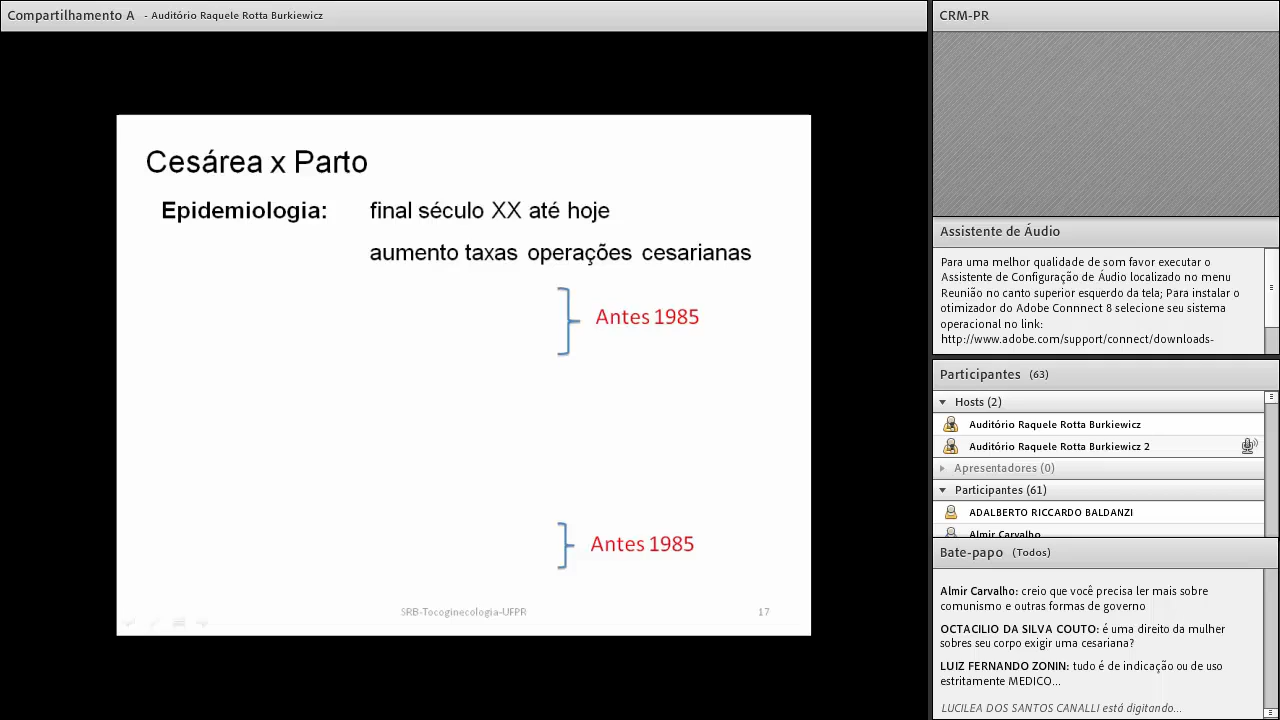 Compartilhamento A - Auditório Raquele Rotta Burkiewicz
Cesárea x Parto
Epidemiologia: final século XX até hoje
aumento taxas operações cesarianas
Antes 1985
Antes 1985
SRB-Tocoginecologia-UFPR 17
CRM-PR
Assistente de Áudio
Para uma melhor qualidade de som favor executar o
Assistente de Configuração de Áudio localizado no menu
Reunião no canto superior esquerdo da tela; Para instalar o
otimizador do Adobe Connnect 8 selecione seu sistema
operacional no link:
http://www.adobe.com/support/connect/downloads-
Participantes (63)
Hosts (2)
Auditório Raquele Rotta Burkiewicz
Auditório Raquele Rotta Burkiewicz 2
Apresentadores (0)
Participantes (61)
ADALBERTO RICCARDO BALDANZI
Almir Carvalho
Bate-papo (Todos)
Almir Carvalho: creio que você precisa ler mais sobre
comunismo e outras formas de governo
OCTACILIO DA SILVA COUTO: é uma direito da mulher
sobres seu corpo exigir uma cesariana?
LUIZ FERNANDO ZONIN: tudo é de indicação ou de uso
estritamente MEDICO...
LUCILEA DOS SANTOS CANALLI está digitando...